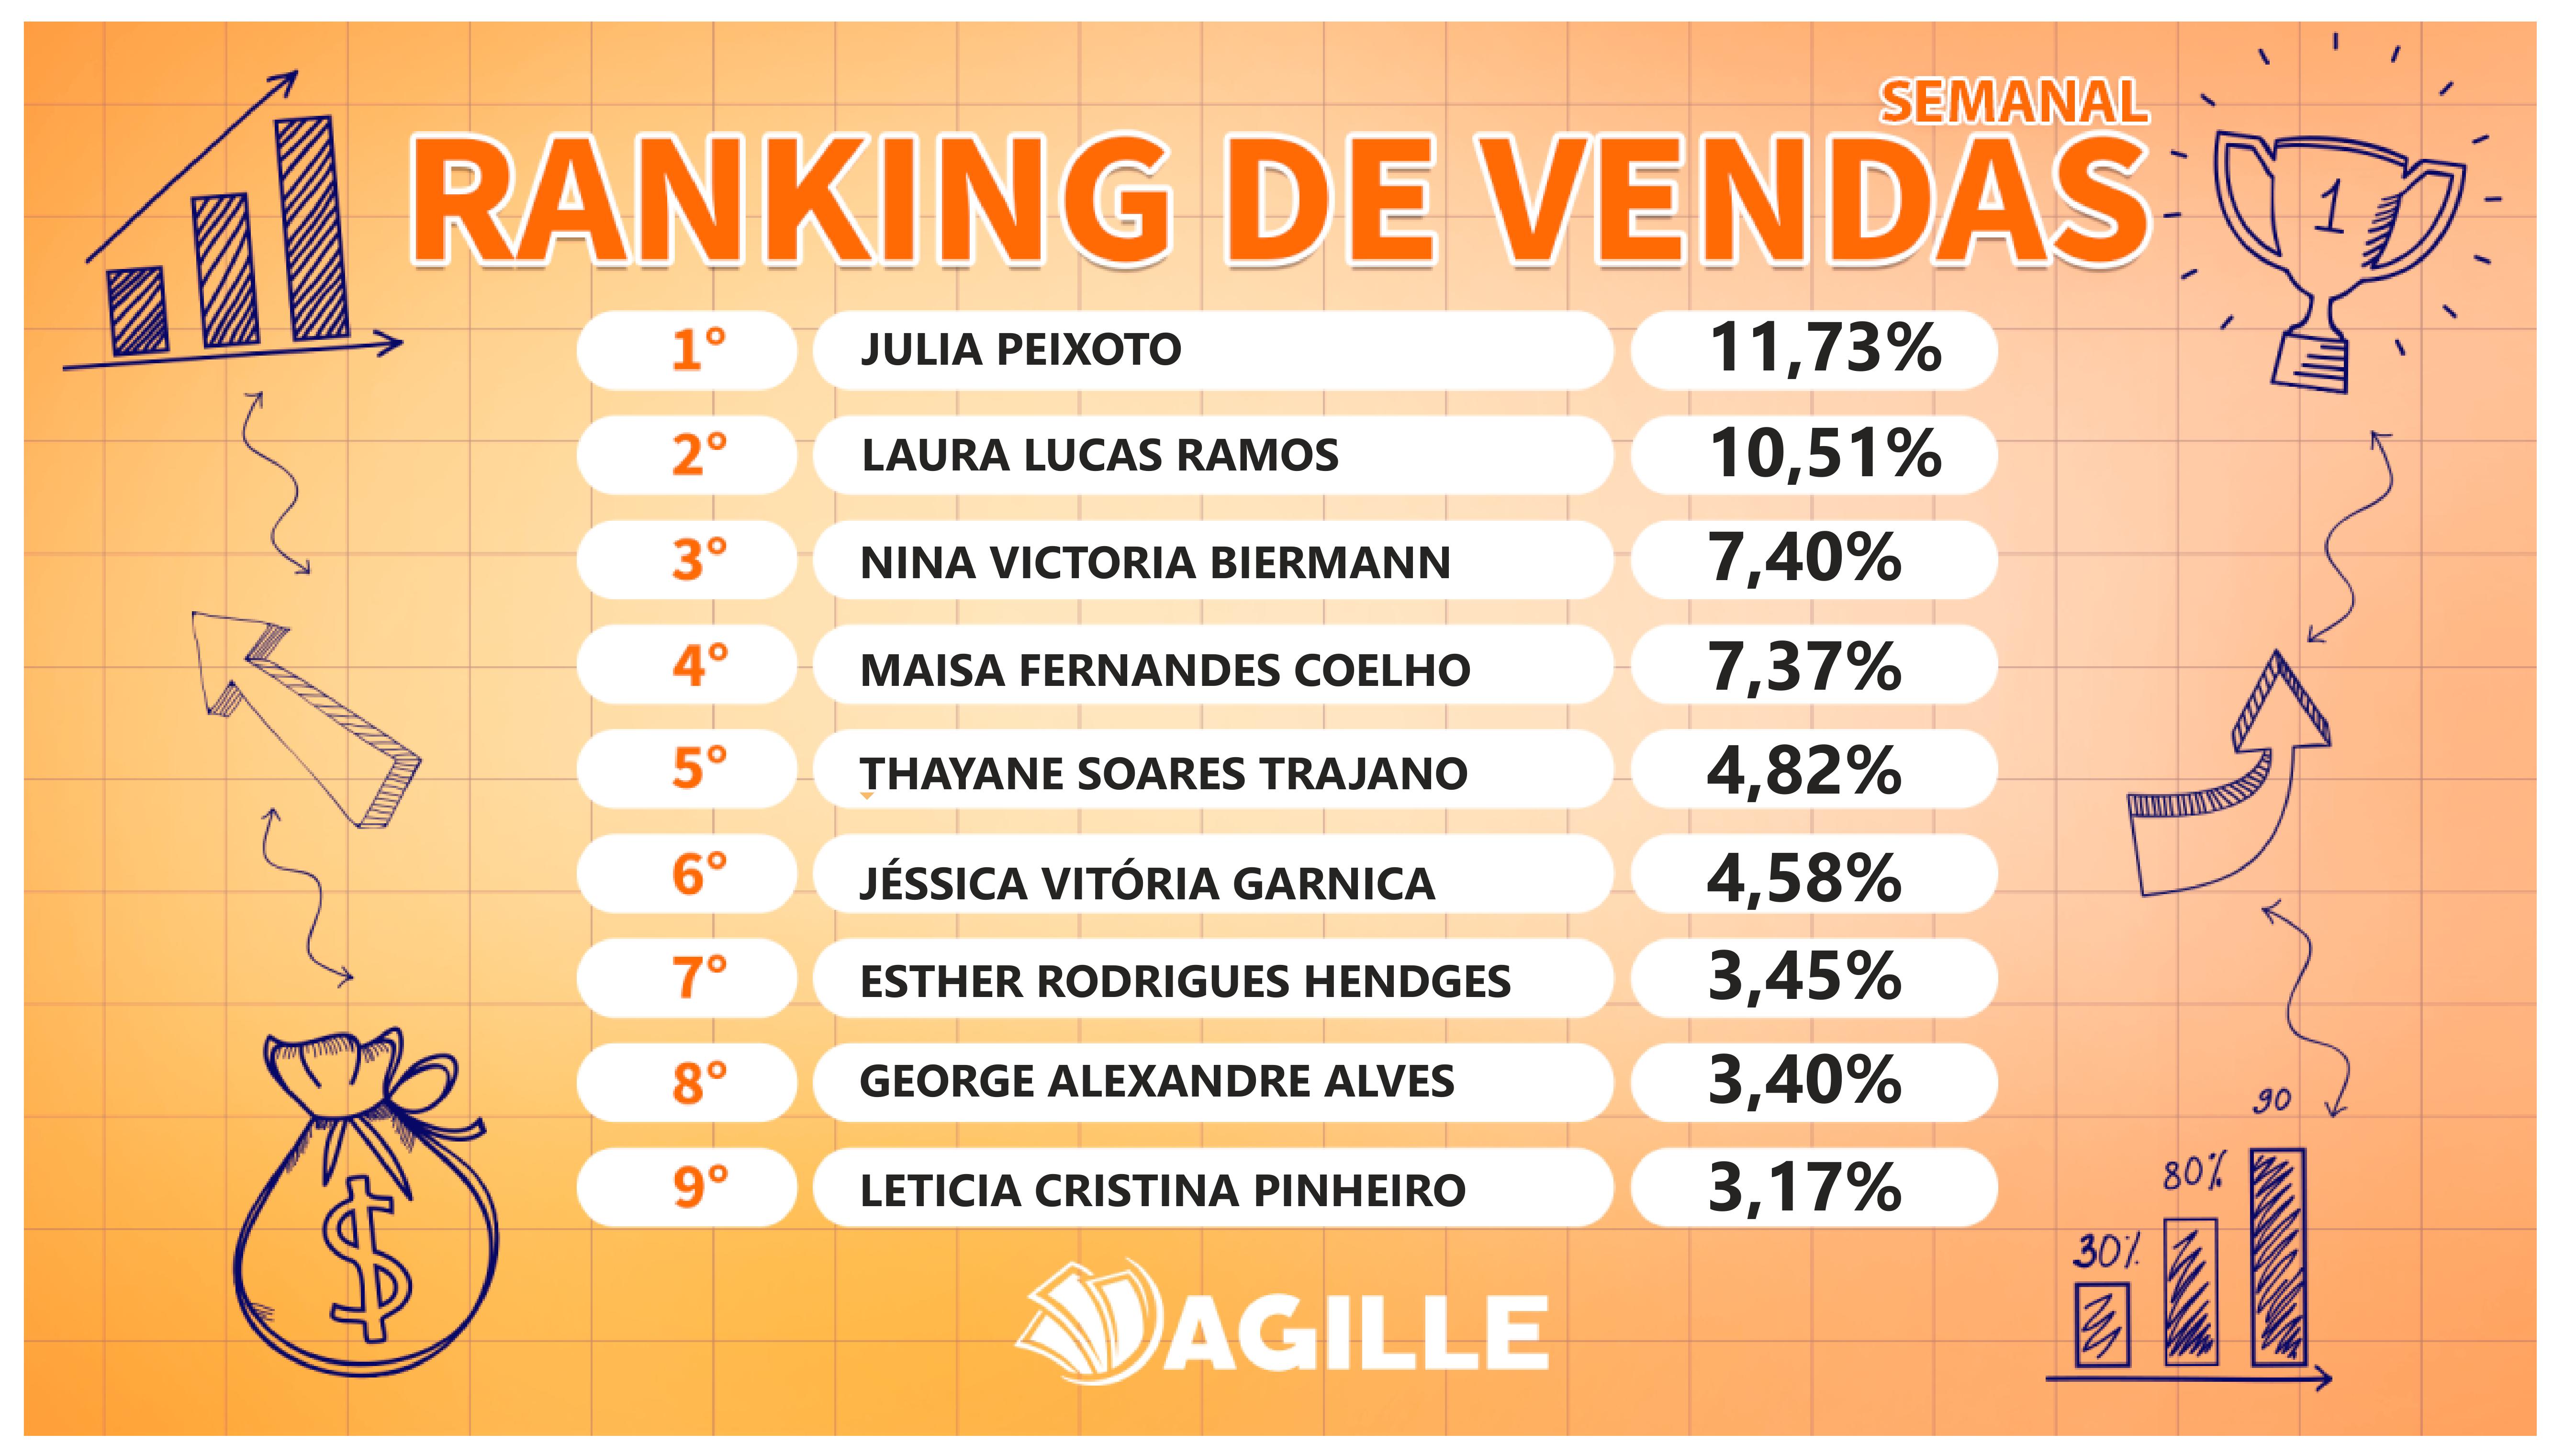 SEMANAL
RANKING DE VENDAS
1
1° JULIA PEIXOTO 11,73%
2° LAURA LUCAS RAMOS 10,51%
3° NINA VICTORIA BIERMANN 7,40%
4° MAISA FERNANDES COELHO 7,37%
5° THAYANE SOARES TRAJANO 4,82%
6° JÉSSICA VITÓRIA GARNICA 4,58%
7° ESTHER RODRIGUES HENDGES 3,45%
8° GEORGE ALEXANDRE ALVES 3,40%
9° LETICIA CRISTINA PINHEIRO 3,17%
90
80%
30%
$
AGILLE